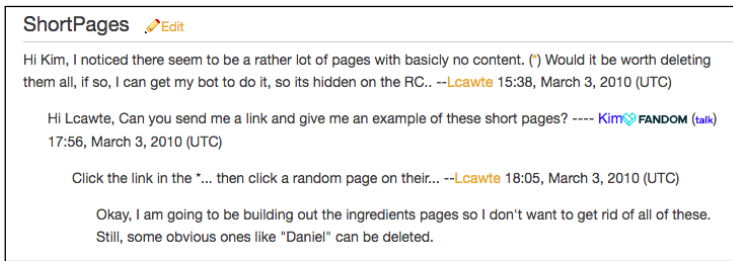 ShortPages Edit
Hi Kim, I noticed there seem to be a rather lot of pages with basicly no content. (*) Would it be worth deleting
them all, if so, I can get my bot to do it, so its hidden on the RC.. --Lcawte 15:38, March 3, 2010 (UTC)
Hi Lcawte, Can you send me a link and give me an example of these short pages? ---- Kim FANDOM (talk)
17:56, March 3, 2010 (UTC)
Click the link in the *... then click a random page on their... --Lcawte 18:05, March 3, 2010 (UTC)
Okay, I am going to be building out the ingredients pages so I don't want to get rid of all of these.
Still, some obvious ones like "Daniel" can be deleted.